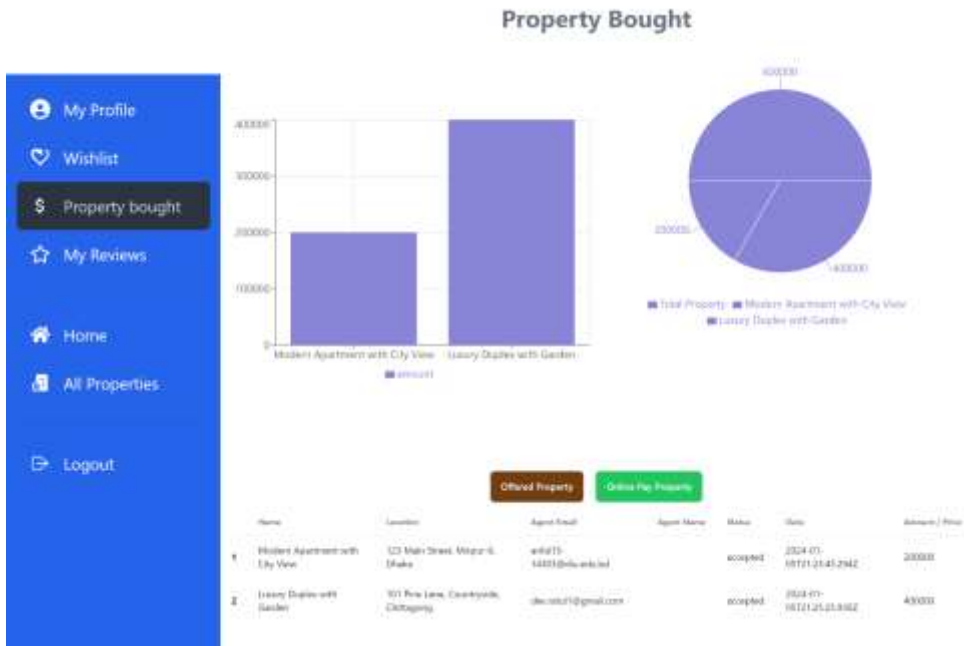 Property Bought
My Profile
Wishlist
Property bought
My Reviews
Home
All Properties
Logout
400000
300000
200000
100000
0
Modern Apartment with City View
Luxury Duplex with Garden
amount
600000
200000
400000
Total Property
Modern Apartment with City View
Luxury Duplex with Garden
Offered Property
Online Pay Property
Name
Location
Agent Email
Agent Name
Status
Date
Amount / Price
1
Modern Apartment with
City View
123 Main Street, Mirpur-6,
Dhaka
accepted
200000
2
Luxury Duplex with
Garden
101 Pine Lane, Countryside,
Chittagong
accepted
400000